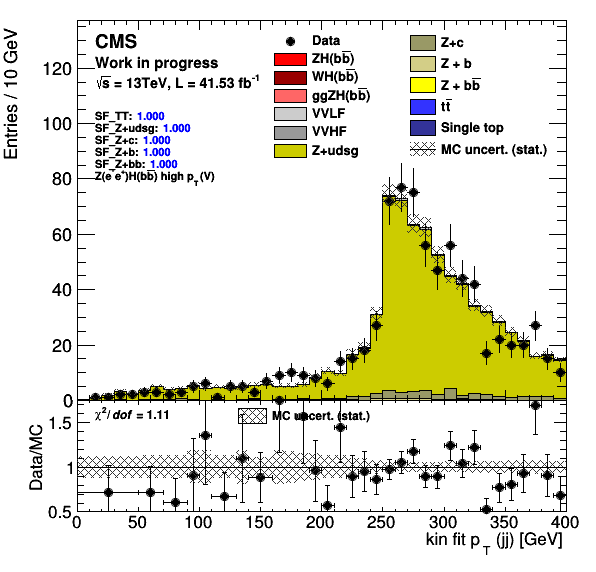 CMS
Work in progress
√s = 13TeV, L = 41.53 fb⁻¹
SF_TT: 1.000
SF_Z+udsg: 1.000
SF_Z+c: 1.000
SF_Z+b: 1.000
SF_Z+bb: 1.000
Z(e⁻e⁺)H(bb̅) high p_T(V)
Data
ZH(bb̅)
WH(bb̅)
ggZH(bb̅)
VVLF
VVHF
Z+udsg
Z+c
Z + b
Z + bb̅
tt̅
Single top
MC uncert. (stat.)
Entries / 10 GeV
120
100
80
60
40
20
0
χ²/dof = 1.11
MC uncert. (stat.)
Data/MC
1.5
1
0.5
0 50 100 150 200 250 300 350 400
kin fit p_T (jj) [GeV]